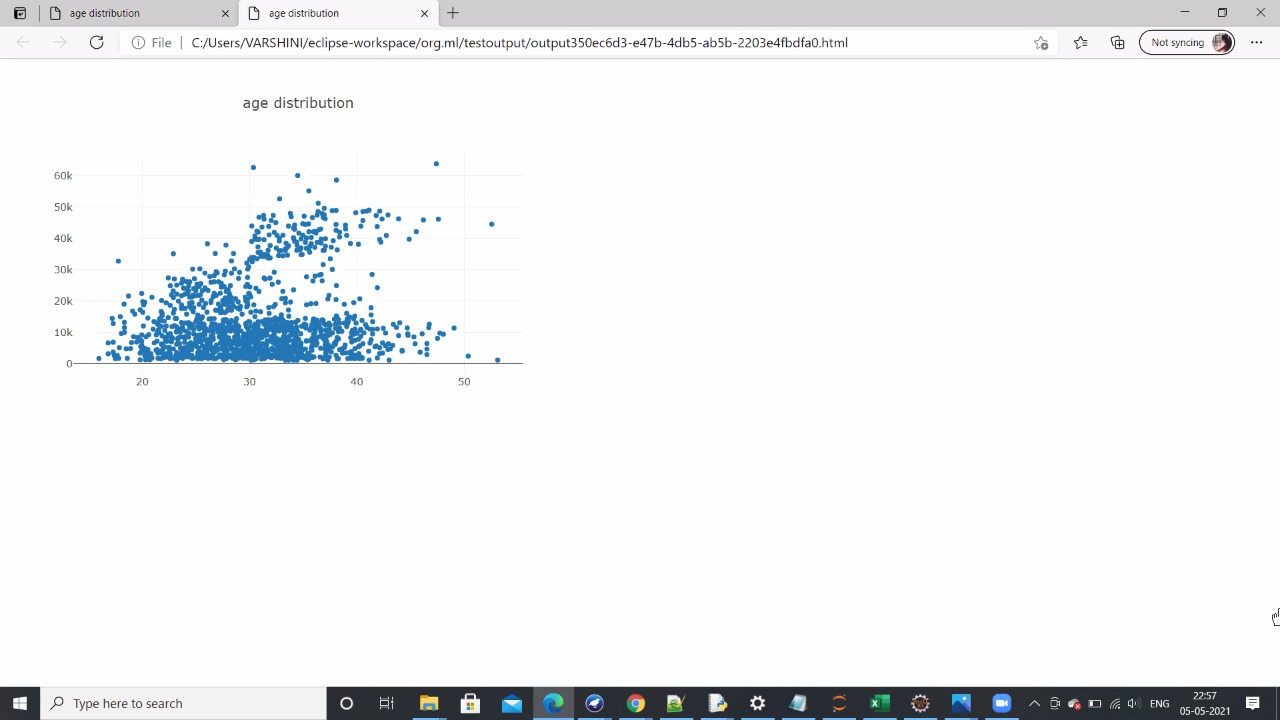 age distribution
age distribution
File
C:/Users/VARSHINI/eclipse-workspace/org.ml/testoutput/output350ec6d3-e47b-4db5-ab5b-2203e4fbdfa0.html
Not syncing
age distribution
60k
50k
40k
30k
20k
10k
0
20 30 40 50
Type here to search
ENG
22:57
05-05-2021